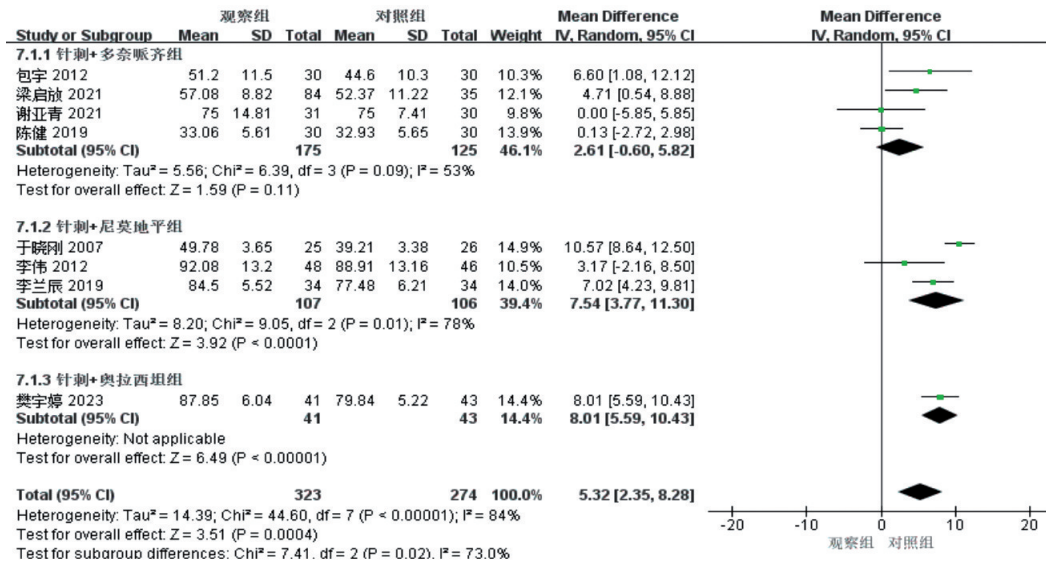 观察组 对照组 Mean Difference Mean Difference
Study or Subgroup Mean SD Total Mean SD Total Weight IV, Random, 95% CI IV, Random, 95% CI
7.1.1 针刺+多奈哌齐组
包宇 2012 51.2 11.5 30 44.6 10.3 30 10.3% 6.60 [1.08, 12.12]
梁启放 2021 57.08 8.82 84 52.37 11.22 35 12.1% 4.71 [0.54, 8.88]
谢亚青 2021 75 14.81 31 75 7.41 30 9.8% 0.00 [-5.85, 5.85]
陈健 2019 33.06 5.61 30 32.93 5.65 30 13.9% 0.13 [-2.72, 2.98]
Subtotal (95% CI) 175 125 46.1% 2.61 [-0.60, 5.82]
Heterogeneity: Tau² = 5.56; Chi² = 6.39, df = 3 (P = 0.09); I² = 53%
Test for overall effect: Z = 1.59 (P = 0.11)
7.1.2 针刺+尼莫地平组
于晓刚 2007 49.78 3.65 25 39.21 3.38 26 14.9% 10.57 [8.64, 12.50]
李伟 2012 92.08 13.2 48 88.91 13.16 46 10.5% 3.17 [-2.16, 8.50]
李兰辰 2019 84.5 5.52 34 77.48 6.21 34 14.0% 7.02 [4.23, 9.81]
Subtotal (95% CI) 107 106 39.4% 7.54 [3.77, 11.30]
Heterogeneity: Tau² = 8.20; Chi² = 9.05, df = 2 (P = 0.01); I² = 78%
Test for overall effect: Z = 3.92 (P < 0.0001)
7.1.3 针刺+奥拉西坦组
樊宇婷 2023 87.85 6.04 41 79.84 5.22 43 14.4% 8.01 [5.59, 10.43]
Subtotal (95% CI) 41 43 14.4% 8.01 [5.59, 10.43]
Heterogeneity: Not applicable
Test for overall effect: Z = 6.49 (P < 0.00001)
Total (95% CI) 323 274 100.0% 5.32 [2.35, 8.28]
Heterogeneity: Tau² = 14.39; Chi² = 44.60, df = 7 (P < 0.00001); I² = 84%
Test for overall effect: Z = 3.51 (P = 0.0004)
Test for subgroup differences: Chi² = 7.41, df = 2 (P = 0.02), I² = 73.0%
-20 -10 0 10 20
观察组 对照组